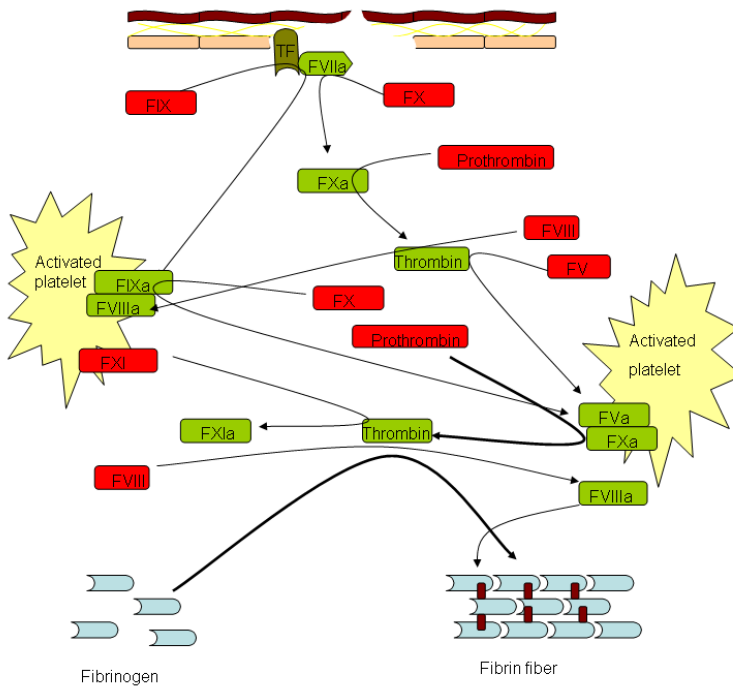 TF
FVIIa
FIX
FX
Prothrombin
FXa
FVIII
Thrombin
FV
Activated
platelet
FIXa
FVIIIa
FX
Activated
platelet
Prothrombin
FXI
FVa
FXIa
Thrombin
FXa
FVIII
FVIIIa
Fibrinogen
Fibrin fiber